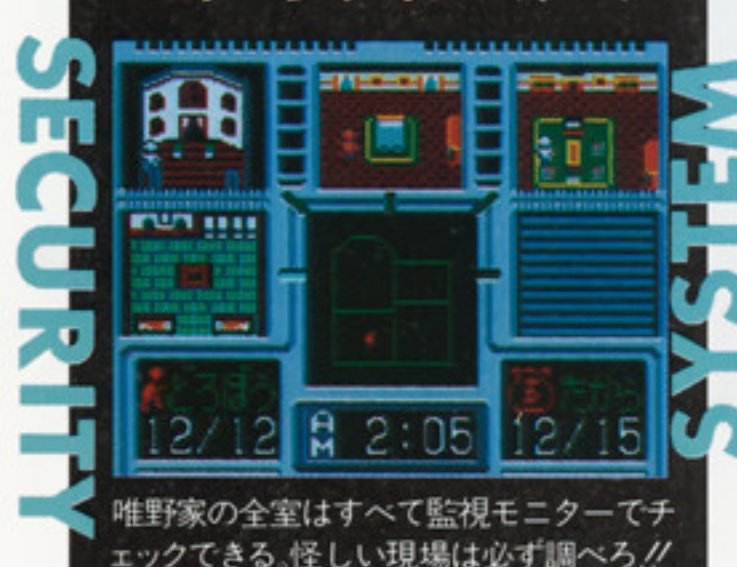 SECURITY
SYSTEM
どろぼう
12/12
AM 2:05
たから
12/15
唯野家の全室はすべて監視モニターでチ
ェックできる。怪しい現場は必ず調べろ!!